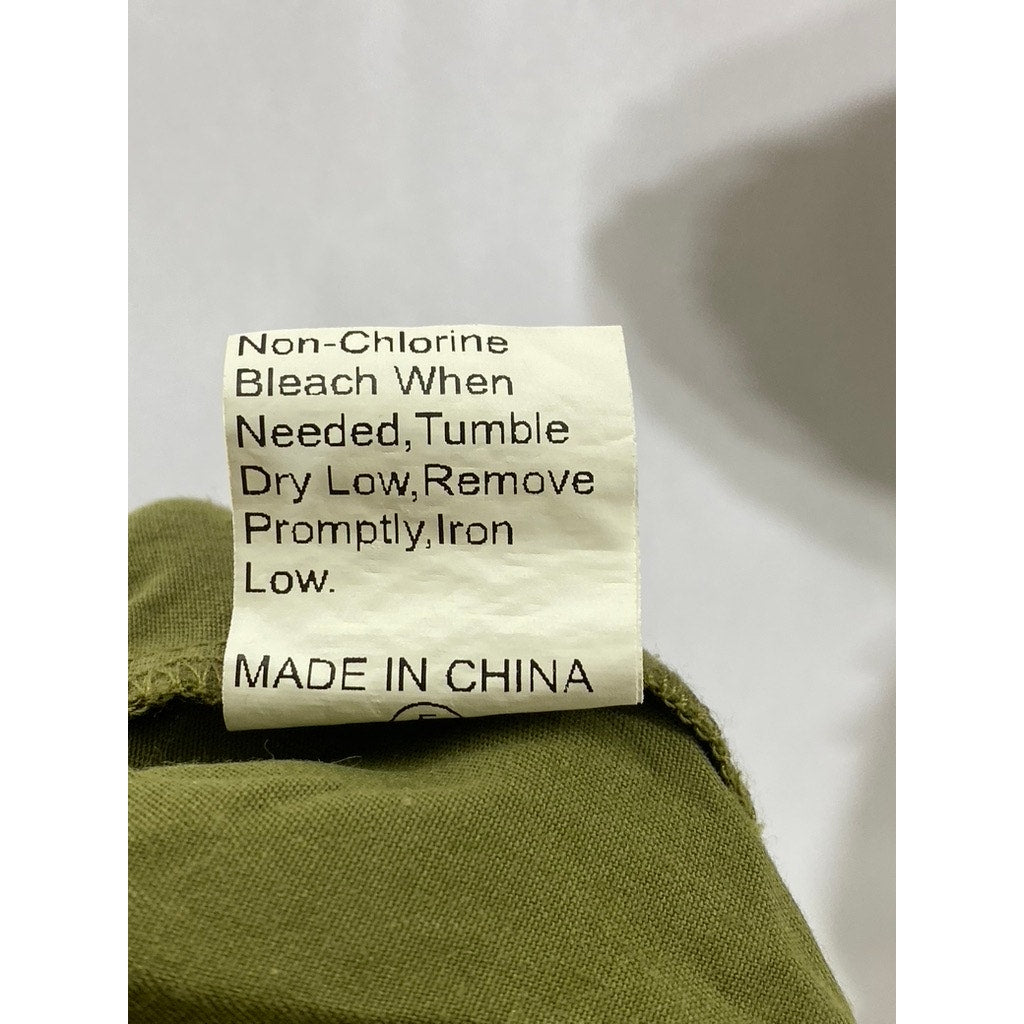 Non-Chlorine
Bleach When
Needed,Tumble
Dry Low,Remove
Promptly,Iron
Low.
MADE IN CHINA